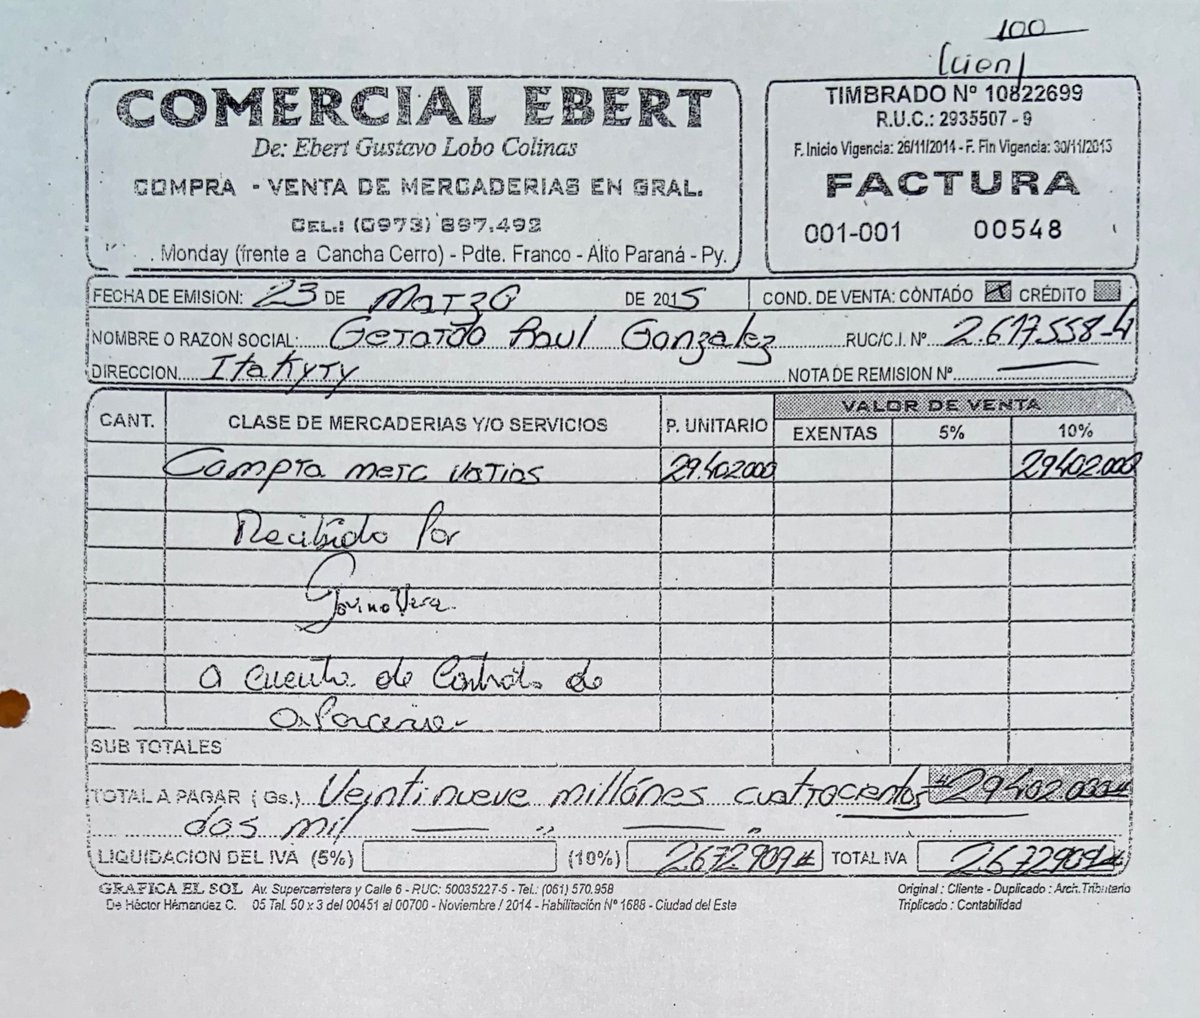 100
(cien)
COMERCIAL EBERT
De: Ebert Gustavo Lobo Colinas
COMPRA - VENTA DE MERCADERIAS EN GRAL.
CEL.: (0973) 897.492
Monday (frente a Cancha Cerro) - Pdte. Franco - Alto Paraná - Py.
TIMBRADO Nº 10822699
R.U.C.: 2935507 - 9
F. Inicio Vigencia: 26/11/2014 - F. Fin Vigencia: 30/11/2015
FACTURA
001-001 00548
FECHA DE EMISION: 23 DE Marzo DE 2015 COND. DE VENTA: CONTADO X CRÉDITO
NOMBRE O RAZON SOCIAL: Gerardo Raul Gonzalez RUC/C.I. Nº 2.617.558-4
DIRECCION Itakyry NOTA DE REMISION Nº
CANT. CLASE DE MERCADERIAS Y/O SERVICIOS P. UNITARIO VALOR DE VENTA
EXENTAS 5% 10%
Compra merc varios 29.402.000 29.402.000
Recibido Por
Vera
a cuenta de de
SUB TOTALES
TOTAL A PAGAR (Gs.) Veintinueve millónes cuatrocientos #29.402.000#
dos mil — " — "
LIQUIDACION DEL IVA (5%) (10%) 2.672.909# TOTAL IVA 2.672.909#
GRAFICA EL SOL Av. Supercarretera y Calle 6 - RUC: 50035227-5 - Tel.: (061) 570.958
De Héctor Hérnandez C. 05 Tal. 50 x 3 del 00451 al 00700 - Noviembre / 2014 - Habilitación Nº 1688 - Ciudad del Este
Original : Cliente - Duplicado : Arch. Tributario
Triplicado : Contabilidad